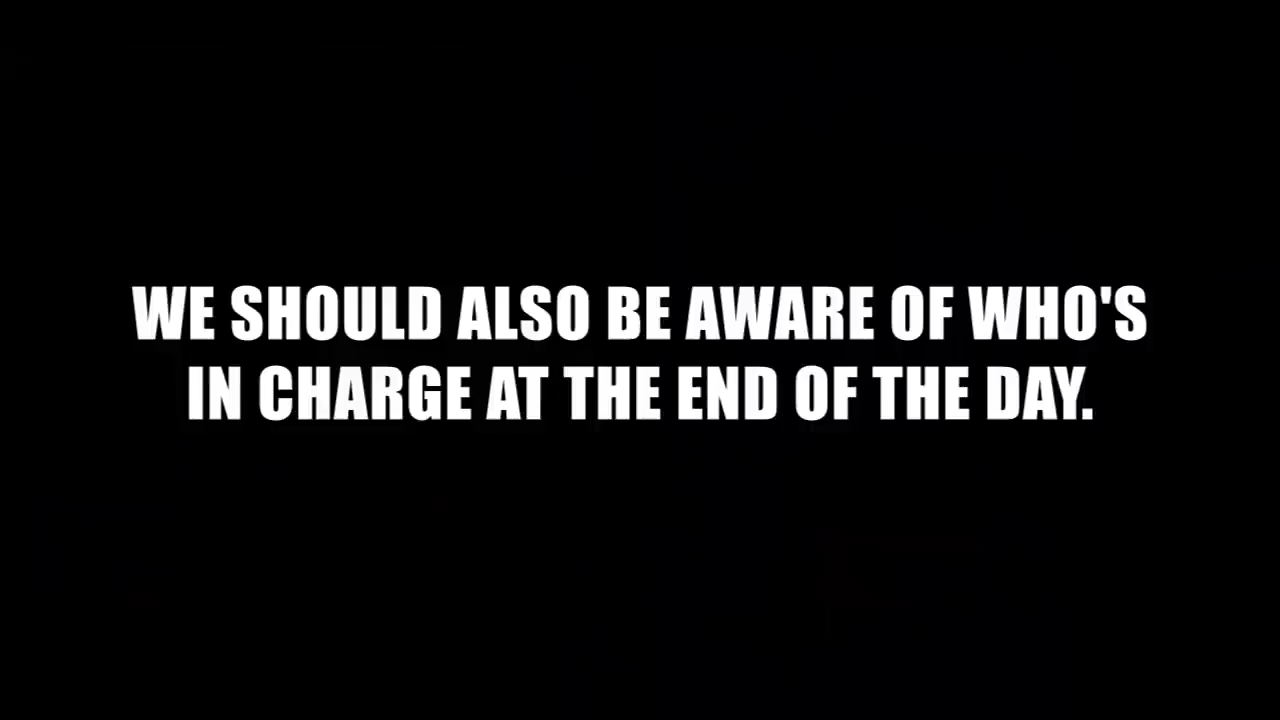 WE SHOULD ALSO BE AWARE OF WHO'S
IN CHARGE AT THE END OF THE DAY.